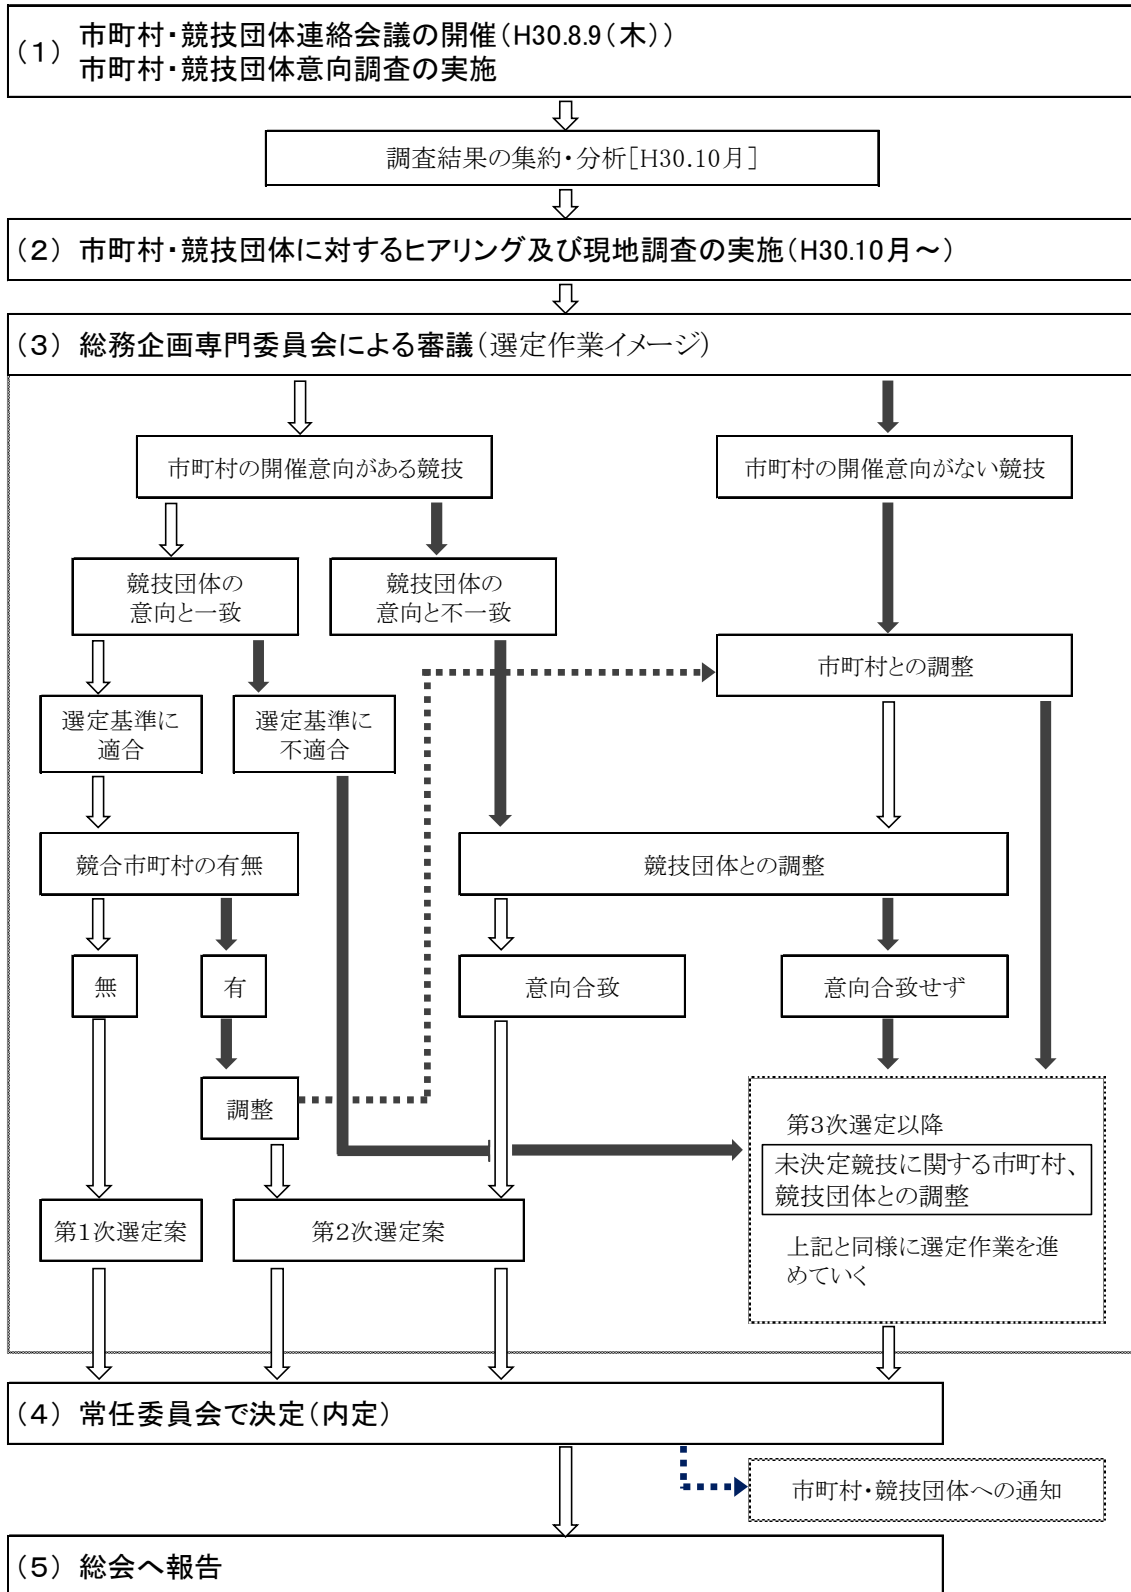 (1) 市町村・競技団体連絡会議の開催(H30.8.9(木))
市町村・競技団体意向調査の実施
調査結果の集約・分析[H30.10月]
(2) 市町村・競技団体に対するヒアリング及び現地調査の実施(H30.10月~)
(3) 総務企画専門委員会による審議(選定作業イメージ)
市町村の開催意向がある競技
市町村の開催意向がない競技
競技団体の
意向と一致
競技団体の
意向と不一致
市町村との調整
選定基準に
適合
選定基準に
不適合
競合市町村の有無
競技団体との調整
無
有
意向合致
意向合致せず
調整
第3次選定以降
未決定競技に関する市町村、
競技団体との調整
上記と同様に選定作業を進
めていく
第1次選定案
第2次選定案
(4) 常任委員会で決定(内定)
市町村・競技団体への通知
(5) 総会へ報告